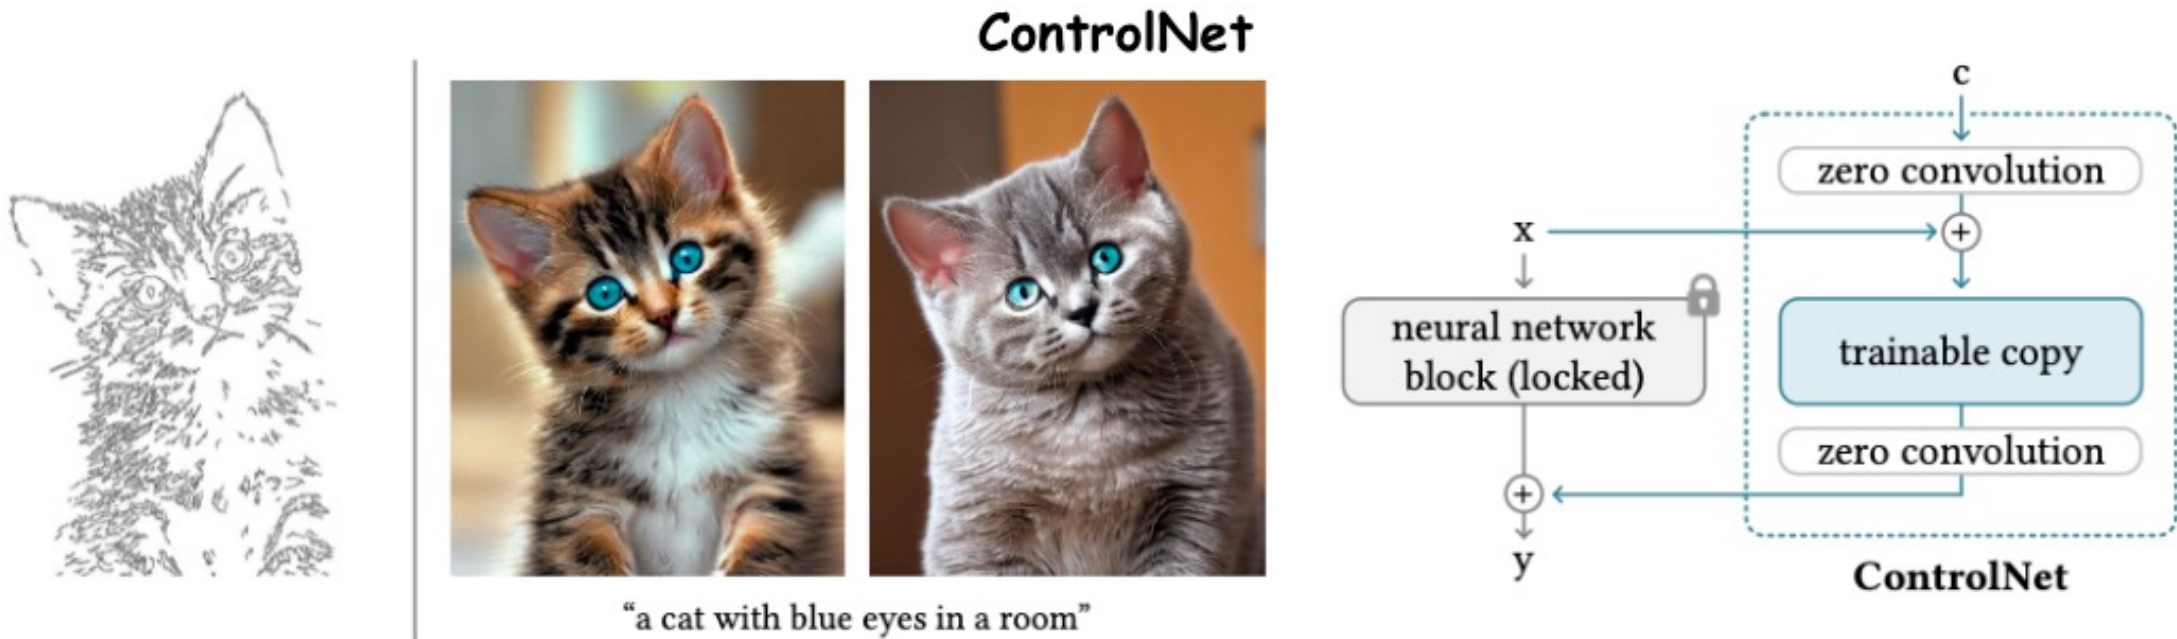 ControlNet
"a cat with blue eyes in a room"
c
zero convolution
x
+
neural network
block (locked)
trainable copy
zero convolution
+
y
ControlNet